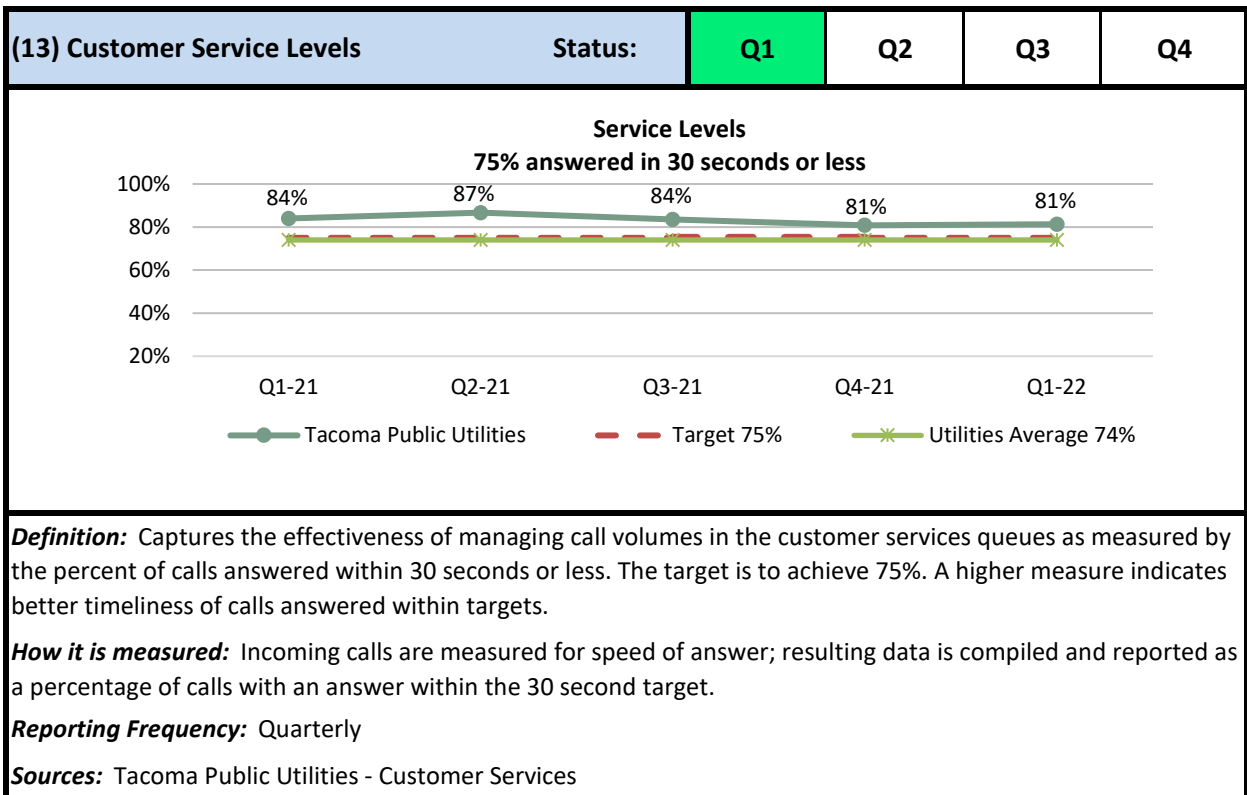 (13) Customer Service Levels Status: Q1 Q2 Q3 Q4
Service Levels
75% answered in 30 seconds or less
100%
80%
60%
40%
20%
84% 87% 84% 81% 81%
Q1-21 Q2-21 Q3-21 Q4-21 Q1-22
Tacoma Public Utilities Target 75% Utilities Average 74%
Definition: Captures the effectiveness of managing call volumes in the customer services queues as measured by
the percent of calls answered within 30 seconds or less. The target is to achieve 75%. A higher measure indicates
better timeliness of calls answered within targets.
How it is measured: Incoming calls are measured for speed of answer; resulting data is compiled and reported as
a percentage of calls with an answer within the 30 second target.
Reporting Frequency: Quarterly
Sources: Tacoma Public Utilities - Customer Services